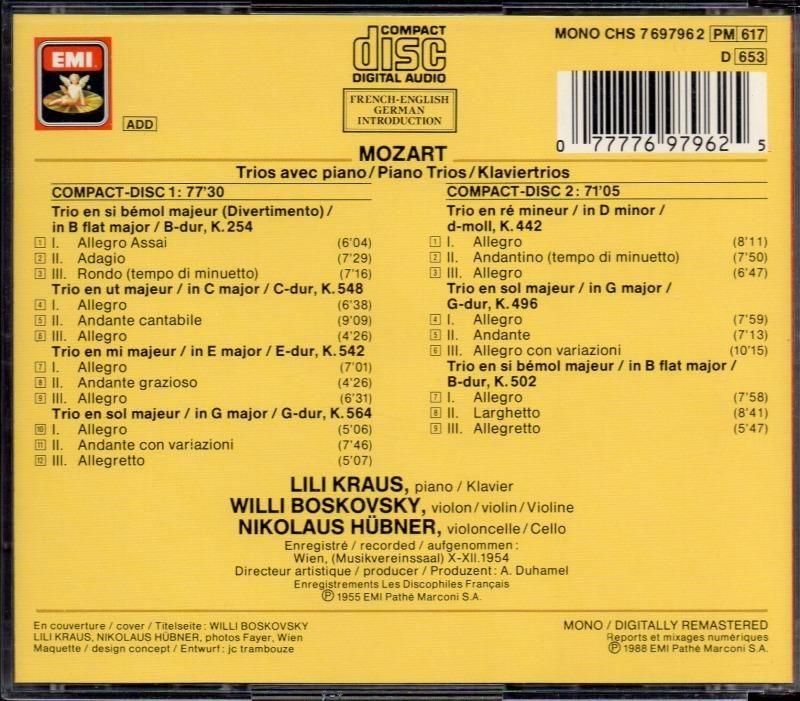 EMI
ADD
COMPACT
disc
DIGITAL AUDIO
FRENCH-ENGLISH
GERMAN
INTRODUCTION
MONO CHS 7 69796 2 PM 617
D 653
0 77776 97962 5
MOZART
Trios avec piano / Piano Trios / Klaviertrios
COMPACT-DISC 1: 77'30
Trio en si bémol majeur (Divertimento) /
in B flat major / B-dur, K. 254
1 I. Allegro Assai (6'04)
2 II. Adagio (7'29)
3 III. Rondo (tempo di minuetto) (7'16)
Trio en ut majeur / in C major / C-dur, K. 548
4 I. Allegro (6'38)
5 II. Andante cantabile (9'09)
6 III. Allegro (4'26)
Trio en mi majeur / in E major / E-dur, K. 542
7 I. Allegro (7'01)
8 II. Andante grazioso (4'26)
9 III. Allegro (6'31)
Trio en sol majeur / in G major / G-dur, K. 564
10 I. Allegro (5'06)
11 II. Andante con variazioni (7'46)
12 III. Allegretto (5'07)
COMPACT-DISC 2: 71'05
Trio en ré mineur / in D minor /
d-moll, K. 442
1 I. Allegro (8'11)
2 II. Andantino (tempo di minuetto) (7'50)
3 III. Allegro (6'47)
Trio en sol majeur / in G major /
G-dur, K. 496
4 I. Allegro (7'59)
5 II. Andante (7'13)
6 III. Allegro con variazioni (10'15)
Trio en si bémol majeur / in B flat major /
B-dur, K. 502
7 I. Allegro (7'58)
8 II. Larghetto (8'41)
9 III. Allegretto (5'47)
LILI KRAUS, piano / Klavier
WILLI BOSKOVSKY, violon / violin / Violine
NIKOLAUS HÜBNER, violoncelle / Cello
Enregistré / recorded / aufgenommen :
Wien, (Musikvereinssaal) X-XII.1954
Directeur artistique / producer / Produzent : A. Duhamel
Enregistrements Les Discophiles Français
Ⓟ 1955 EMI Pathé Marconi S.A.
En couverture / cover / Titelseite : WILLI BOSKOVSKY
LILI KRAUS, NIKOLAUS HÜBNER, photos Fayer, Wien
Maquette / design concept / Entwurf : jc trambouze
MONO / DIGITALLY REMASTERED
Reports et mixages numériques
Ⓟ 1988 EMI Pathé Marconi S.A.